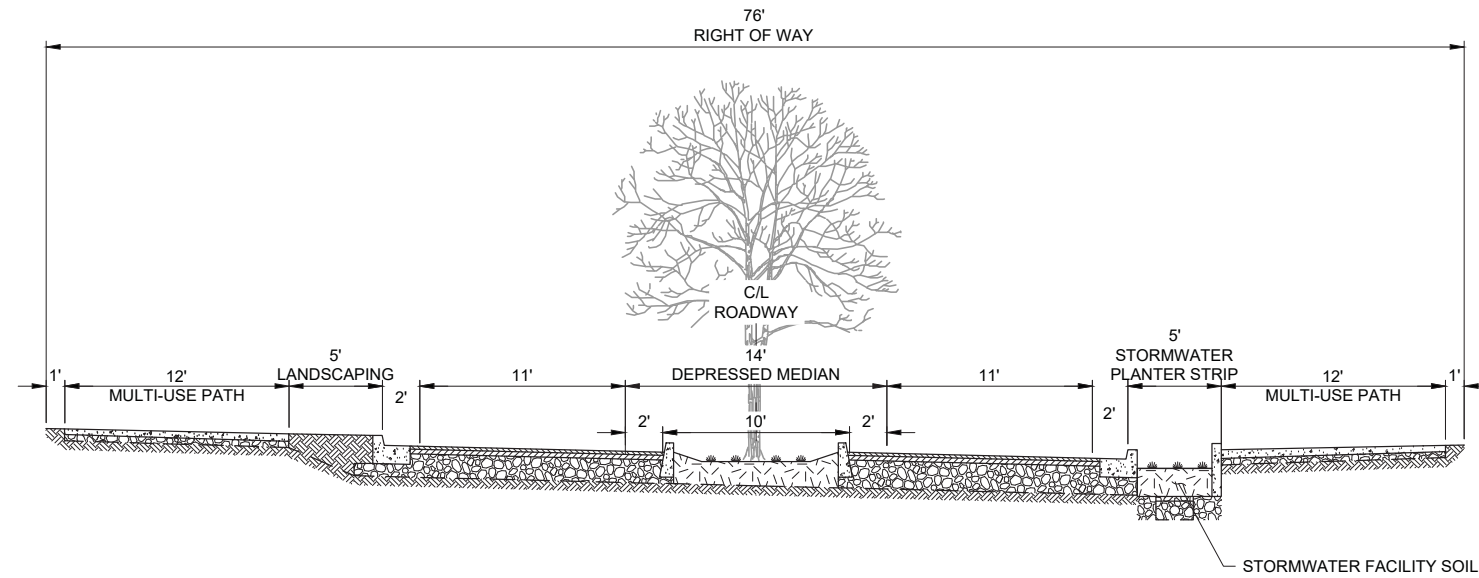 76'
RIGHT OF WAY
C/L
ROADWAY
1'
12'
MULTI-USE PATH
5'
LANDSCAPING
2'
11'
14'
DEPRESSED MEDIAN
2'
10'
2'
11'
2'
5'
STORMWATER
PLANTER STRIP
12'
MULTI-USE PATH
1'
STORMWATER FACILITY SOIL